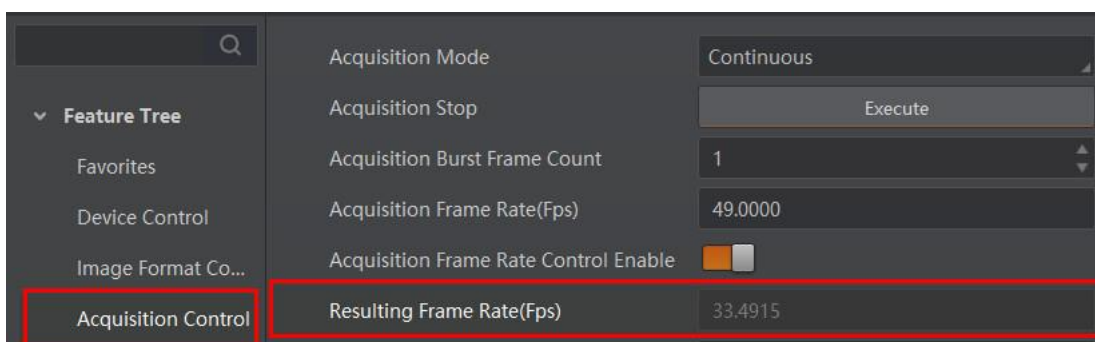 Feature Tree
Favorites
Device Control
Image Format Co...
Acquisition Control
Acquisition Mode Continuous
Acquisition Stop Execute
Acquisition Burst Frame Count 1
Acquisition Frame Rate(Fps) 49.0000
Acquisition Frame Rate Control Enable
Resulting Frame Rate(Fps) 33.4915